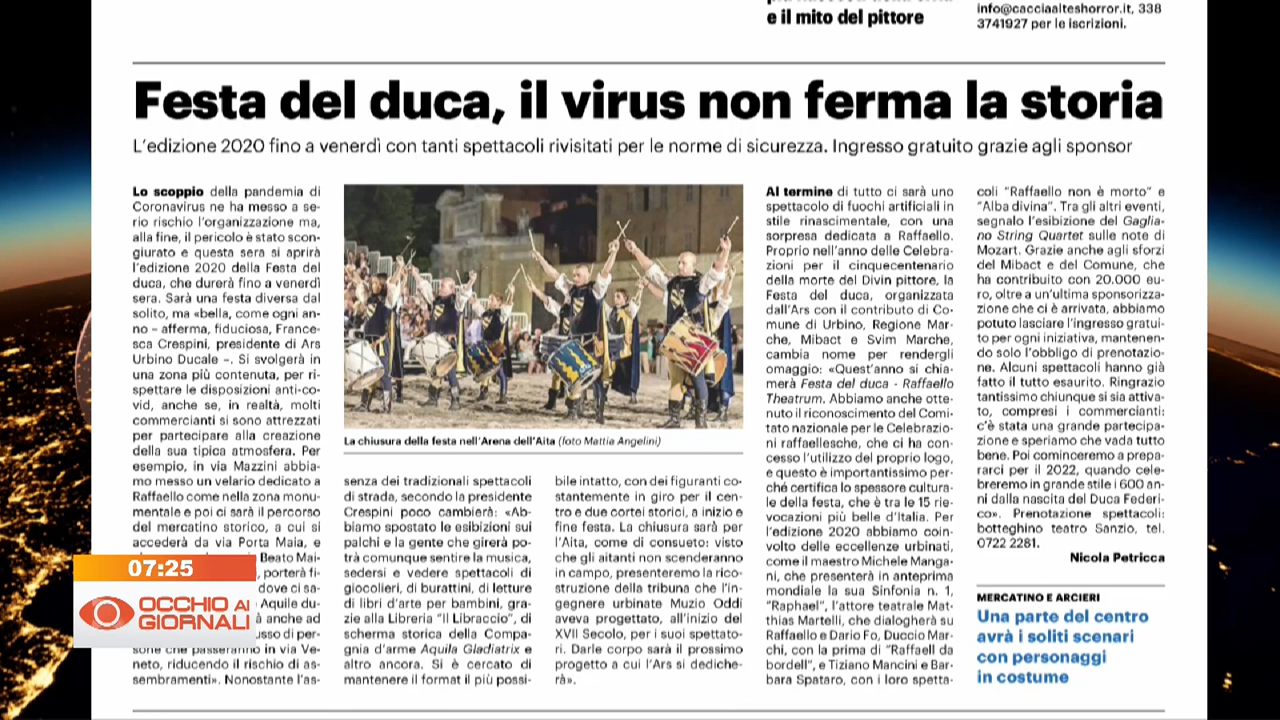 e il mito del pittore
info@cacciaalteshorror.it, 338
3741927 per le iscrizioni.
Festa del duca, il virus non ferma la storia
L'edizione 2020 fino a venerdì con tanti spettacoli rivisitati per le norme di sicurezza. Ingresso gratuito grazie agli sponsor
Lo scoppio della pandemia di
Coronavirus ne ha messo a se-
rio rischio l'organizzazione ma,
alla fine, il pericolo è stato scon-
giurato e questa sera si aprirà
l'edizione 2020 della Festa del
duca, che durerà fino a venerdì
sera. Sarà una festa diversa dal
solito, ma «bella, come ogni an-
no – afferma, fiduciosa, France-
sca Crespini, presidente di Ars
Urbino Ducale –. Si svolgerà in
una zona più contenuta, per ri-
spettare le disposizioni anti-co-
vid, anche se, in realtà, molti
commercianti si sono attrezzati
per partecipare alla creazione
della sua tipica atmosfera. Per
esempio, in via Mazzini abbia-
mo messo un velario dedicato a
Raffaello come nella zona monu-
mentale e poi ci sarà il percorso
del mercatino storico, a cui si
accederà da via Porta Maia, e
Beato Mai-
, porterà fi-
dove ci sa-
Aquile du-
à anche ad
usso di per-
sone che passeranno in via Ve-
neto, riducendo il rischio di as-
sembramenti». Nonostante l'as-
La chiusura della festa nell'Arena dell'Aita (foto Mattia Angelini)
senza dei tradizionali spettacoli
di strada, secondo la presidente
Crespini poco cambierà: «Ab-
biamo spostato le esibizioni sui
palchi e la gente che girerà po-
trà comunque sentire la musica,
sedersi e vedere spettacoli di
giocolieri, di burattini, di letture
di libri d'arte per bambini, gra-
zie alla Libreria "Il Libraccio", di
scherma storica della Compa-
gnia d'arme Aquila Gladiatrix e
altro ancora. Si è cercato di
mantenere il format il più possi-
bile intatto, con dei figuranti co-
stantemente in giro per il cen-
tro e due cortei storici, a inizio e
fine festa. La chiusura sarà per
l'Aita, come di consueto: visto
che gli aitanti non scenderanno
in campo, presenteremo la rico-
struzione della tribuna che l'in-
gegnere urbinate Muzio Oddi
aveva progettato, all'inizio del
XVII Secolo, per i suoi spettato-
ri. Darle corpo sarà il prossimo
progetto a cui l'Ars si dediche-
rà».
Al termine di tutto ci sarà uno
spettacolo di fuochi artificiali in
stile rinascimentale, con una
sorpresa dedicata a Raffaello.
Proprio nell'anno delle Celebra-
zioni per il cinquecentenario
della morte del Divin pittore, la
Festa del duca, organizzata
dall'Ars con il contributo di Co-
mune di Urbino, Regione Mar-
che, Mibact e Svim Marche,
cambia nome per rendergli
omaggio: «Quest'anno si chia-
merà Festa del duca - Raffaello
Theatrum. Abbiamo anche otte-
nuto il riconoscimento del Comi-
tato nazionale per le Celebrazio-
ni raffaellesche, che ci ha con-
cesso l'utilizzo del proprio logo,
e questo è importantissimo per-
ché certifica lo spessore cultura-
le della festa, che è tra le 15 rie-
vocazioni più belle d'Italia. Per
l'edizione 2020 abbiamo coin-
volto delle eccellenze urbinati,
come il maestro Michele Manga-
ni, che presenterà in anteprima
mondiale la sua Sinfonia n. 1,
"Raphael", l'attore teatrale Mat-
thias Martelli, che dialogherà su
Raffaello e Dario Fo, Duccio Mar-
chi, con la prima di "Raffaell da
bordell", e Tiziano Mancini e Bar-
bara Spataro, con i loro spetta-
coli "Raffaello non è morto" e
"Alba divina". Tra gli altri eventi,
segnalo l'esibizione del Gaglia-
no String Quartet sulle note di
Mozart. Grazie anche agli sforzi
del Mibact e del Comune, che
ha contribuito con 20.000 eu-
ro, oltre a un'ultima sponsorizza-
zione che ci è arrivata, abbiamo
potuto lasciare l'ingresso gratui-
to per ogni iniziativa, mantenen-
do solo l'obbligo di prenotazio-
ne. Alcuni spettacoli hanno già
fatto il tutto esaurito. Ringrazio
tantissimo chiunque si sia attiva-
to, compresi i commercianti:
c'è stata una grande partecipa-
zione e speriamo che vada tutto
bene. Poi cominceremo a prepa-
rarci per il 2022, quando cele-
breremo in grande stile i 600 an-
ni dalla nascita del Duca Federi-
co». Prenotazione spettacoli:
botteghino teatro Sanzio, tel.
0722 2281.
Nicola Petricca
MERCATINO E ARCIERI
Una parte del centro
avrà i soliti scenari
con personaggi
in costume
07:25
OCCHIO AI
GIORNALI